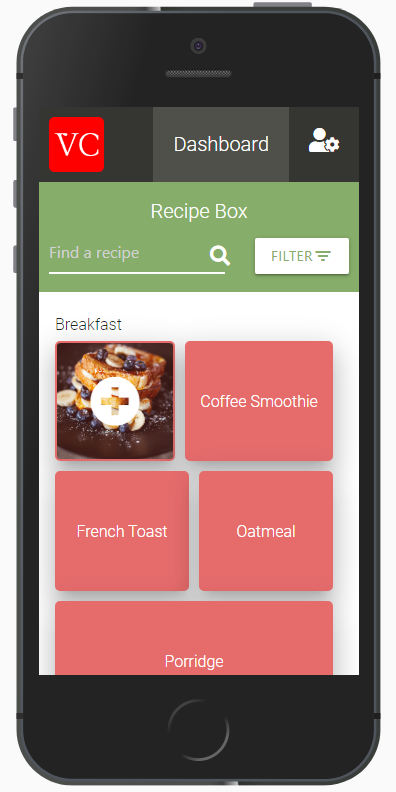 VC
Dashboard
Recipe Box
Find a recipe
FILTER
Breakfast
Coffee Smoothie
French Toast
Oatmeal
Porridge